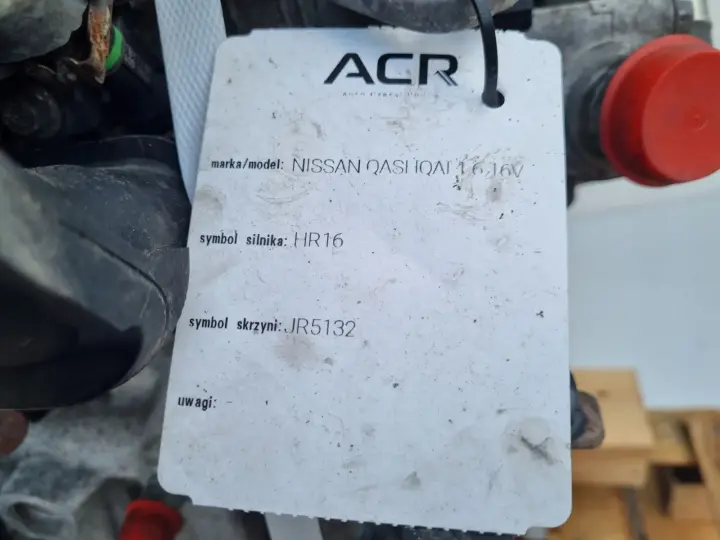 ACR
marka/model: NISSAN QASHQAI 1.6 16V
symbol silnika: HR16
symbol skrzyni: JR5132
uwagi: -